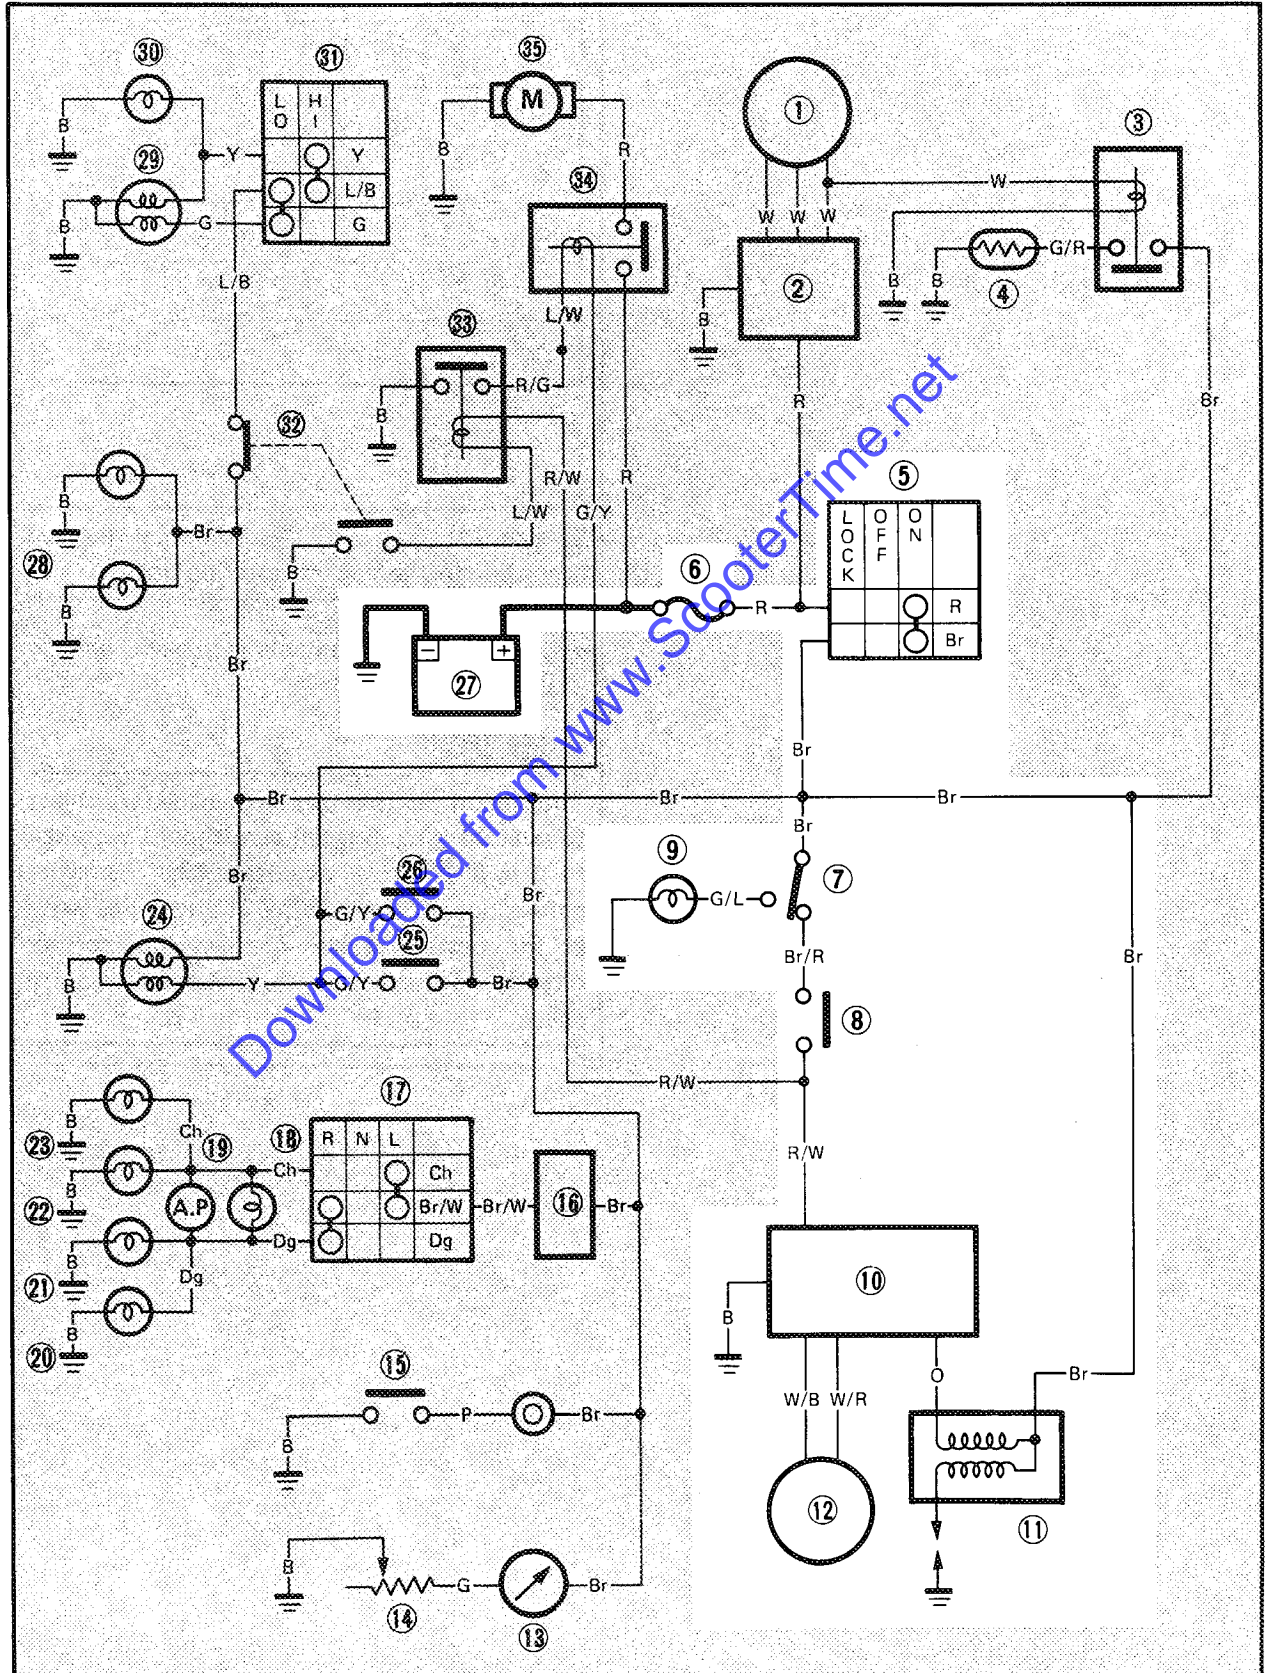 30
31
35
1
3
L
O
H
I
M
B
Y
Y
B
R
29
34
W
L/B
B
G
G
W
W
W
G/R
L/B
2
B
B
4
L/W
B
33
R/G
R
Br
B
32
5
R/W
R
B
L/W
G/Y
LOCK
OFF
ON
Br
28
6
B
R
R
B
Br
- +
Br
27
Br
Br
Br
Br
Br
9
7
Br
26
Br
G/L
24
G/Y
25
Br/R
Br
B
Y
G/Y
Br
8
R/W
17
B
Ch
19
18
R
N
L
R/W
23
Ch
Ch
B
A.P
Br/W
Br/W
16
Br
22
Dg
Dg
B
Dg
10
21
B
B
20
15
O
Br
W/B
W/R
P
Br
B
12
11
B
G
Br
14
13
Downloaded from www.ScooterTime.net